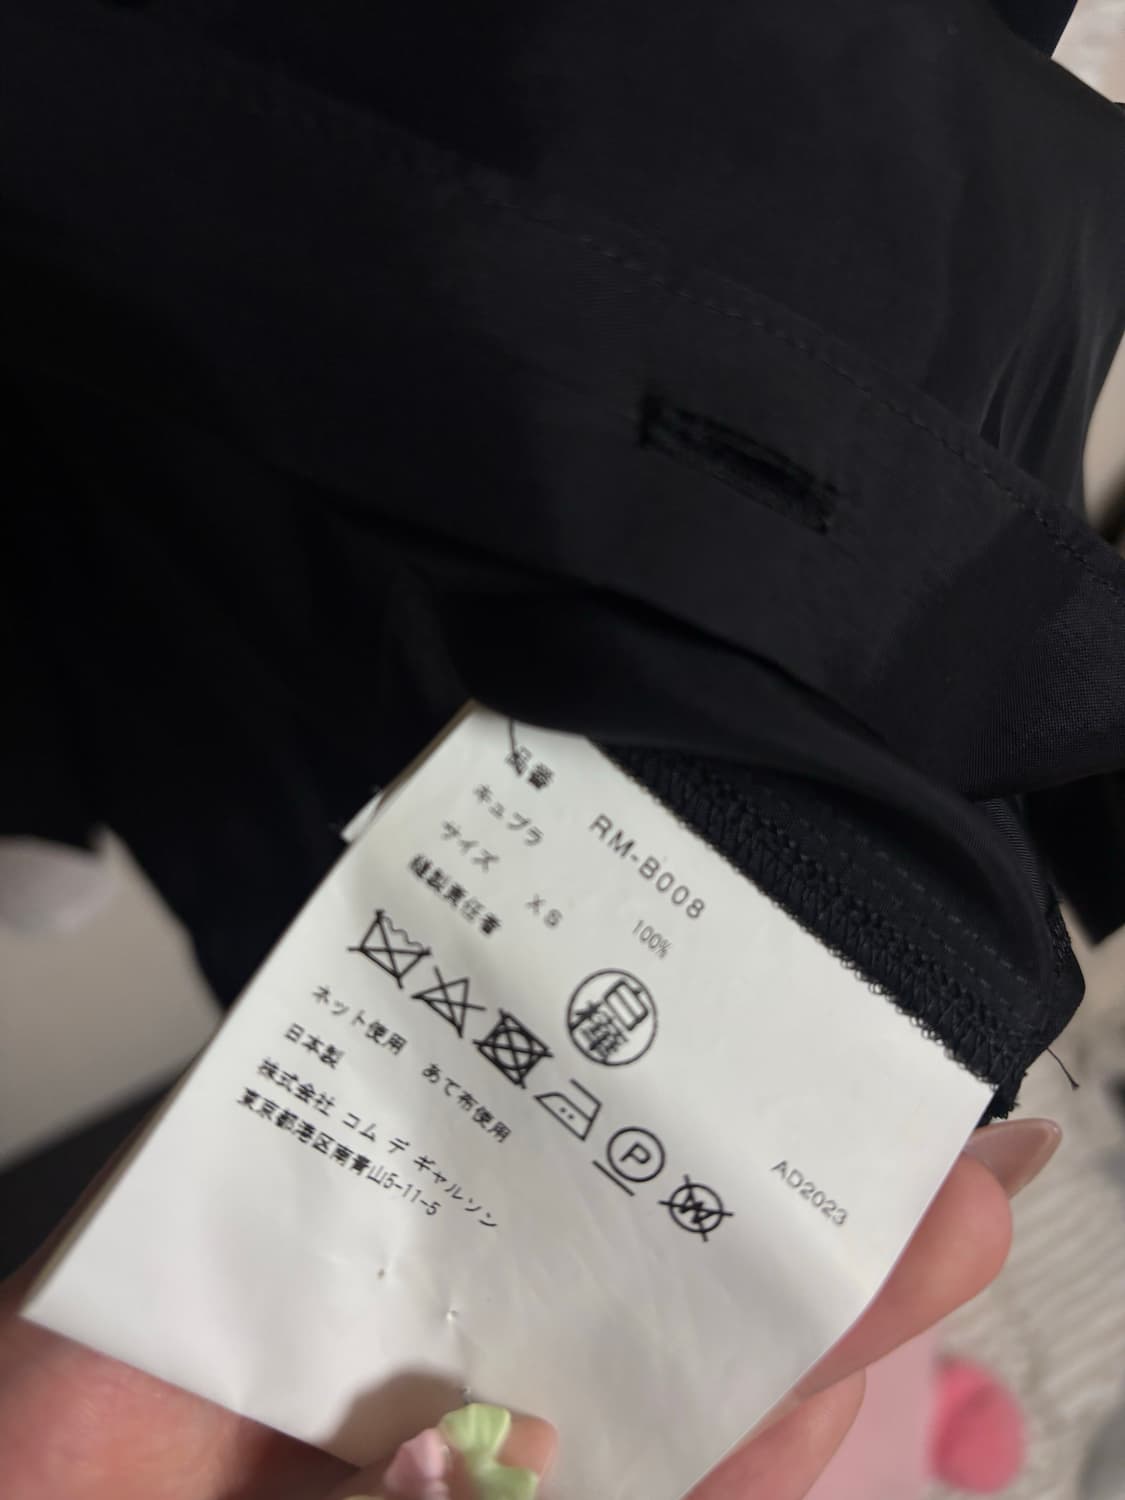 品番 RM-B008
キュプラ 100%
サイズ XS
縫製責任者 白樺
P W
ネット使用 あて布使用
日本製
株式会社 コム デ ギャルソン
東京都港区南青山5-11-5
AD2023